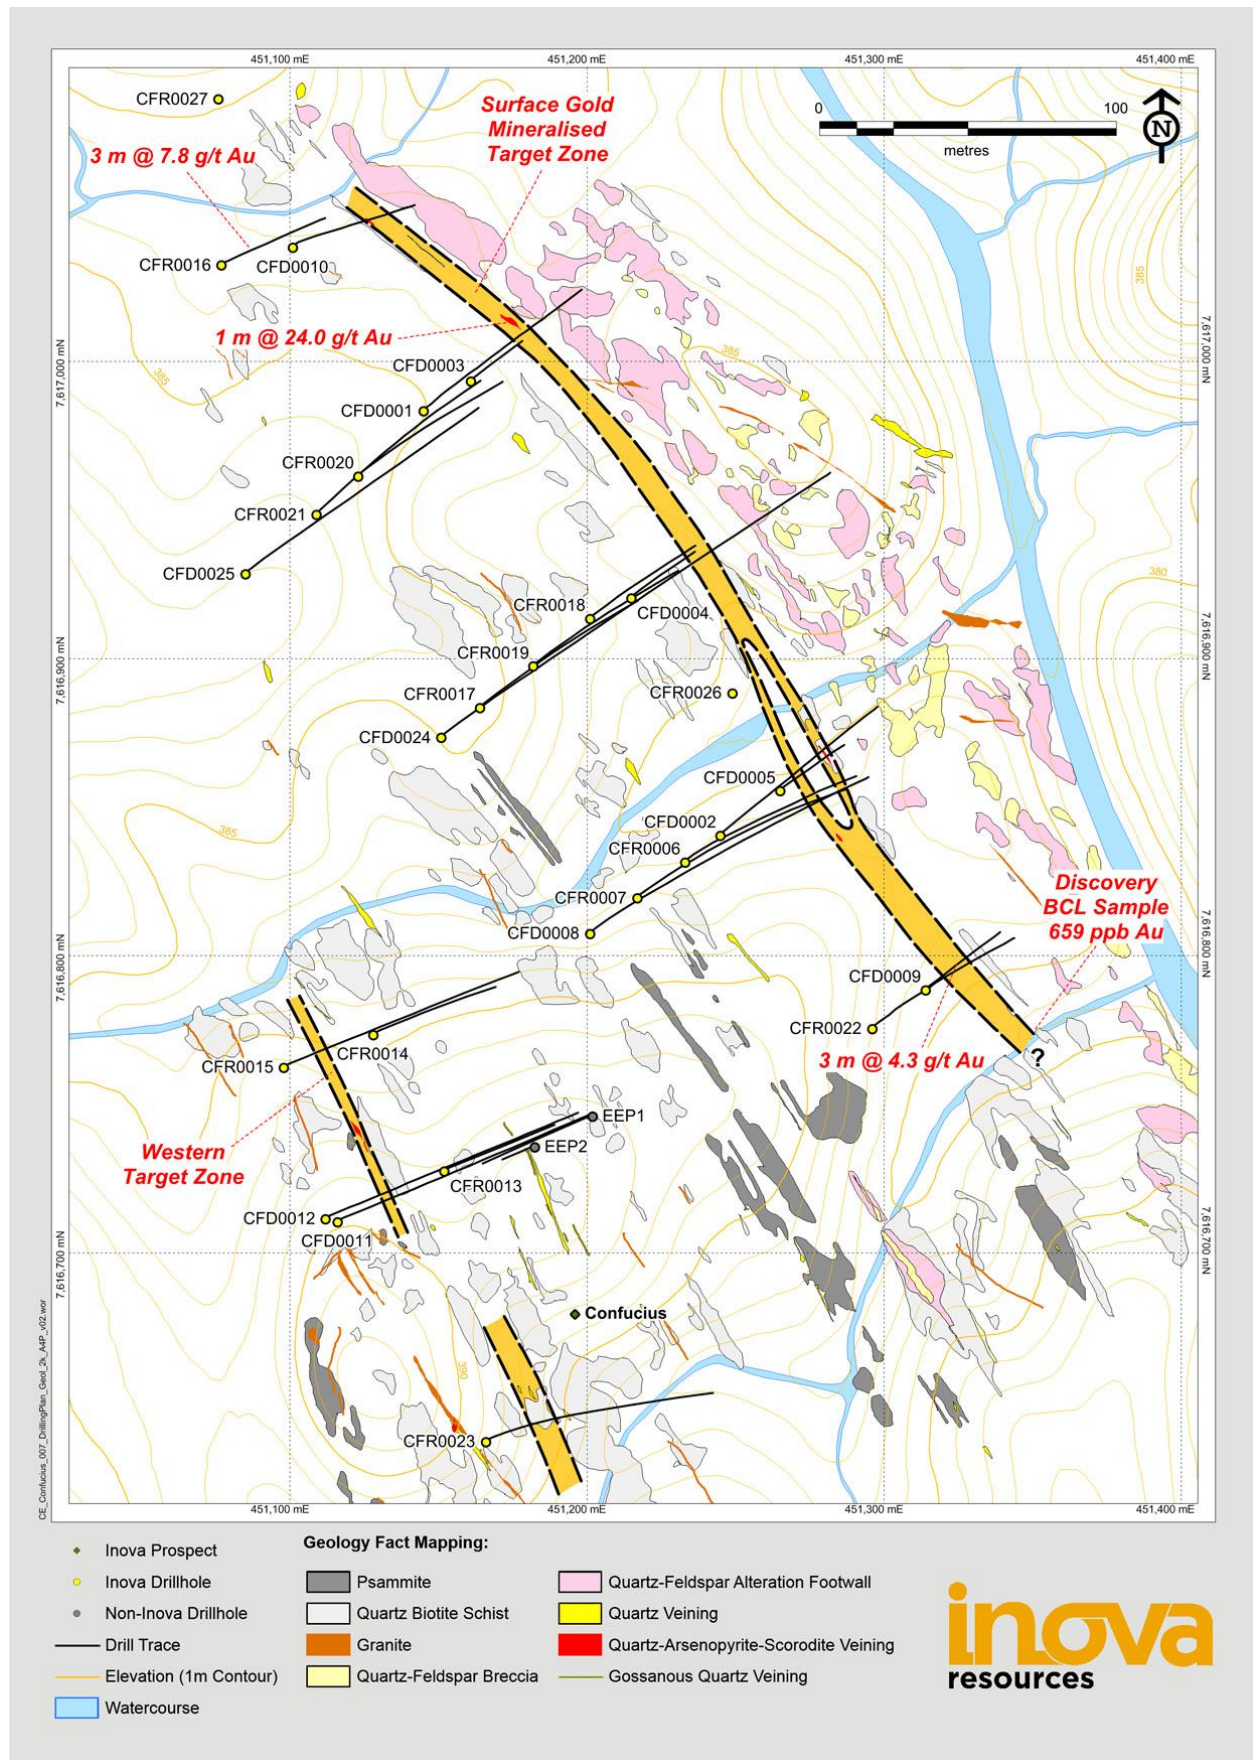 451,100 mE
451,200 mE
451,300 mE
451,400 mE
CFR0027
Surface Gold
Mineralised
Target Zone
0
100
metres
N
3 m @ 7.8 g/t Au
CFR0016
CFD0010
385
1 m @ 24.0 g/t Au
7,617,000 mN
7,617,000 mN
385
385
CFD0003
CFD0001
CFR0020
CFR0021
CFD0025
380
CFR0018
CFD0004
CFR0019
7,616,900 mN
7,616,900 mN
CFR0017
CFR0026
CFD0024
CFD0005
CFD0002
385
CFR0006
CFR0007
CFD0008
Discovery
BCL Sample
659 ppb Au
7,616,800 mN
7,616,800 mN
CFD0009
CFR0022
3 m @ 4.3 g/t Au
?
CFR0014
CFR0015
Western
Target Zone
EEP1
EEP2
CFR0013
CFD0012
CFD0011
7,616,700 mN
7,616,700 mN
Confucius
390
CFR0023
CE_Confucius_007_DrillingPlan_Geol_2k_A4P_v02.wor
451,100 mE
451,200 mE
451,300 mE
451,400 mE
Inova Prospect
Inova Drillhole
Non-Inova Drillhole
Drill Trace
Elevation (1m Contour)
Watercourse
Geology Fact Mapping:
Psammite
Quartz Biotite Schist
Granite
Quartz-Feldspar Breccia
Quartz-Feldspar Alteration Footwall
Quartz Veining
Quartz-Arsenopyrite-Scorodite Veining
Gossanous Quartz Veining
inova
resources